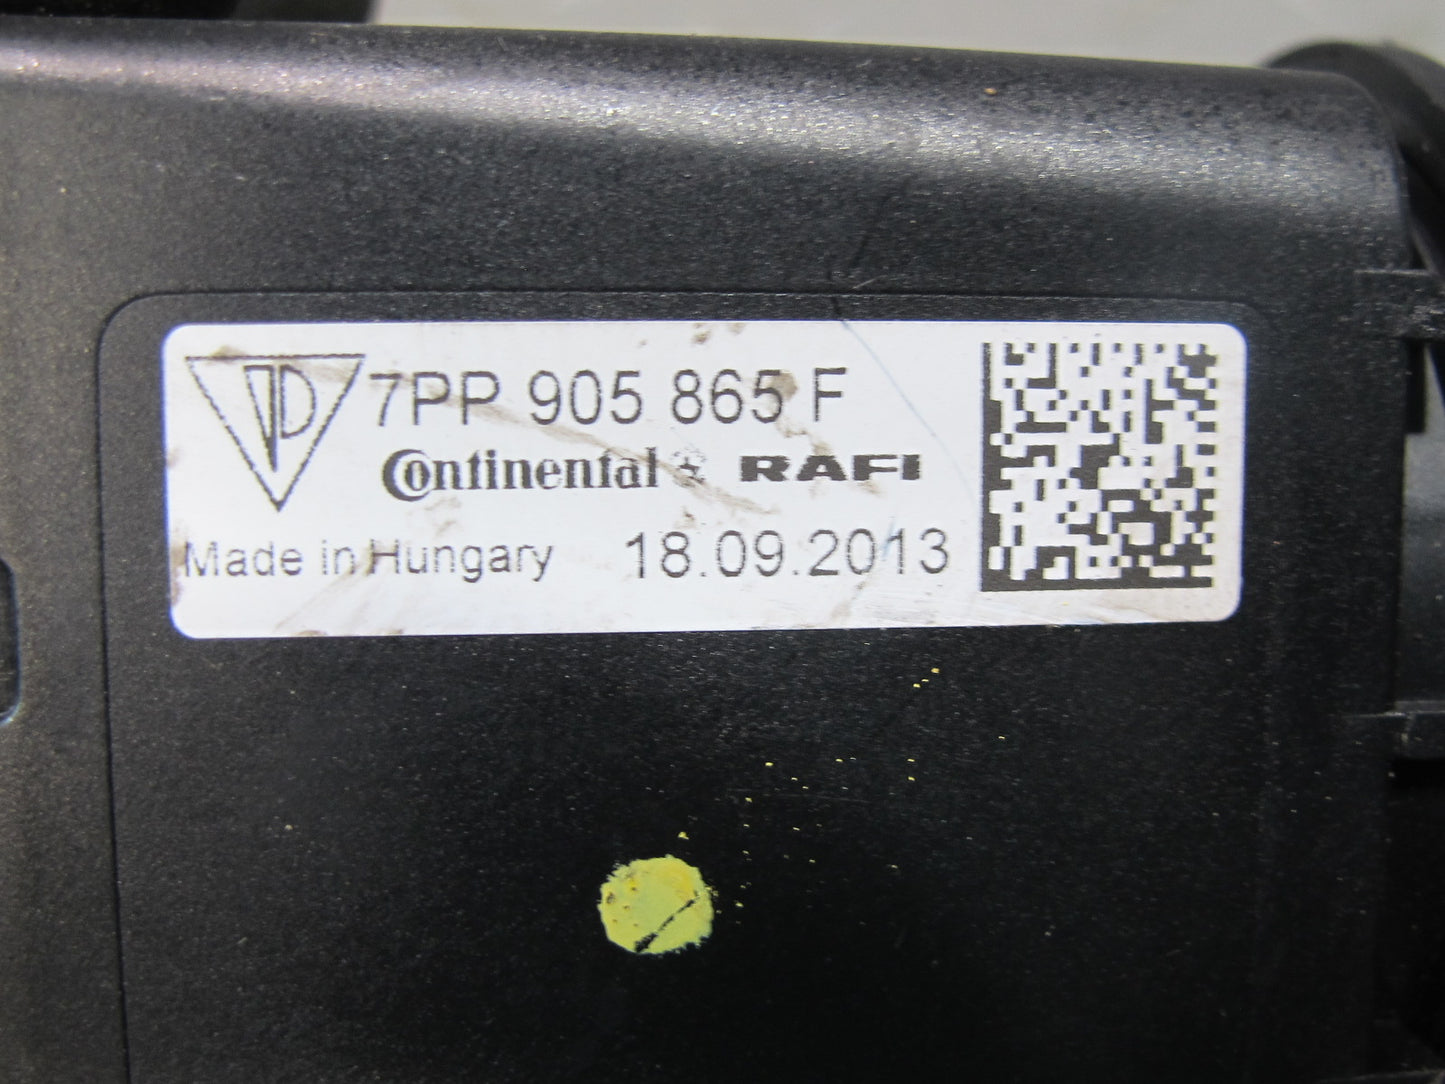 7PP 905 865 F
Continental RAFI
Made in Hungary 18.09.2013